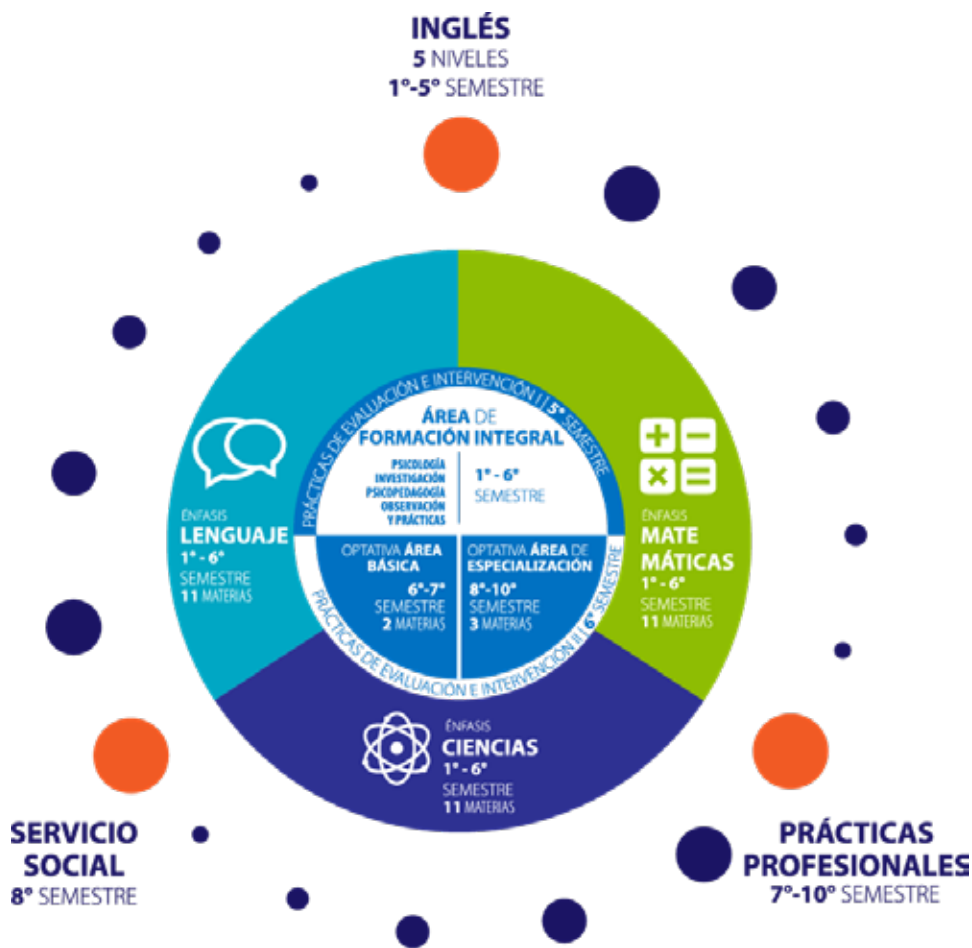 INGLÉS
5 NIVELES
1°-5° SEMESTRE
PRÁCTICAS DE EVALUACIÓN E INTERVENCIÓN I | 5° SEMESTRE
ÁREA DE
FORMACIÓN INTEGRAL
PSICOLOGÍA
INVESTIGACIÓN
PSICOPEDAGOGÍA
OBSERVACIÓN
Y PRÁCTICAS
1° - 6°
SEMESTRE
ÉNFASIS
LENGUAJE
1° - 6°
SEMESTRE
11 MATERIAS
ÉNFASIS
MATE
MÁTICAS
1° - 6°
SEMESTRE
11 MATERIAS
OPTATIVA ÁREA
BÁSICA
6°-7°
SEMESTRE
2 MATERIAS
OPTATIVA ÁREA DE
ESPECIALIZACIÓN
8°-10°
SEMESTRE
3 MATERIAS
PRÁCTICAS DE EVALUACIÓN E INTERVENCIÓN II | 6° SEMESTRE
ÉNFASIS
CIENCIAS
1° - 6°
SEMESTRE
11 MATERIAS
SERVICIO
SOCIAL
8° SEMESTRE
PRÁCTICAS
PROFESIONALES
7°-10° SEMESTRE